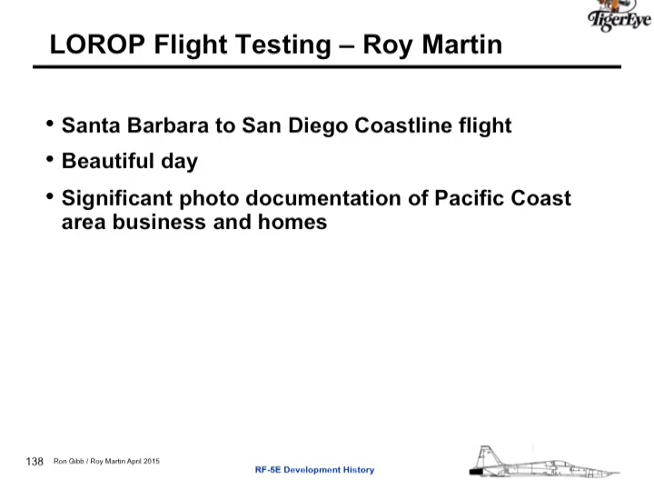 TigerEye
LOROP Flight Testing – Roy Martin
• Santa Barbara to San Diego Coastline flight
• Beautiful day
• Significant photo documentation of Pacific Coast
area business and homes
138 Ron Gibb / Roy Martin April 2015
RF-5E Development History